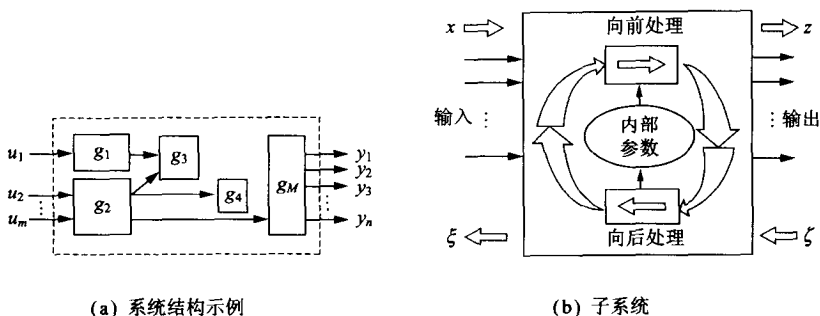 u1
u2
⋮
um
g1
g2
g3
g4
gM
y1
y2
y3
⋮
yn
(a) 系统结构示例
x
z
向前处理
输入
⋮
内部
参数
⋮
输出
向后处理
ξ
ζ
(b) 子系统